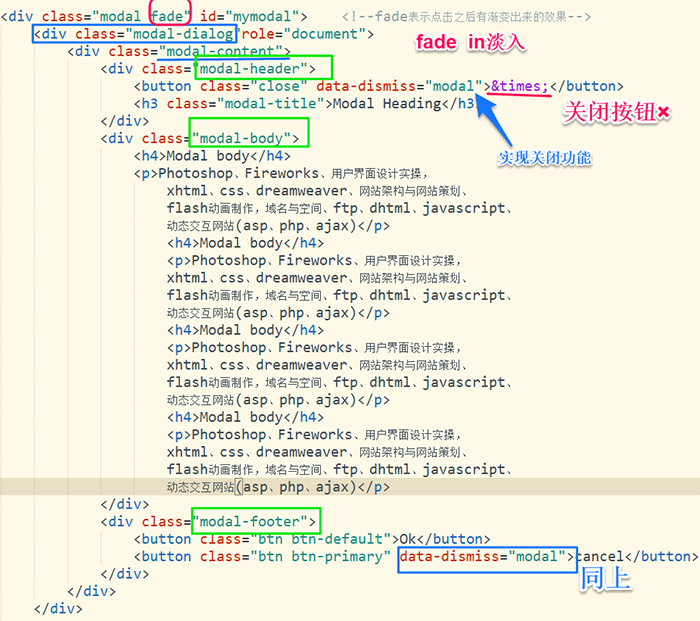 <div class="modal fade" id="mymodal"> <!--fade表示点击之后有渐变出来的效果-->
<div class="modal-dialog"role="document">
fade in淡入
<div class="modal-content">
<div class="modal-header">
<button class="close" data-dismiss="modal">&times;</button>
<h3 class="modal-title">Modal Heading</h3
关闭按钮×
</div>
<div class="modal-body">
实现关闭功能
<h4>Modal body</h4>
<p>Photoshop、Fireworks、用户界面设计实操，
xhtml、css、dreamweaver、网站架构与网站策划、
flash动画制作，域名与空间、ftp、dhtml、javascript、
动态交互网站(asp、php、ajax)</p>
<h4>Modal body</h4>
<p>Photoshop、Fireworks、用户界面设计实操，
xhtml、css、dreamweaver、网站架构与网站策划、
flash动画制作，域名与空间、ftp、dhtml、javascript、
动态交互网站(asp、php、ajax)</p>
<h4>Modal body</h4>
<p>Photoshop、Fireworks、用户界面设计实操，
xhtml、css、dreamweaver、网站架构与网站策划、
flash动画制作，域名与空间、ftp、dhtml、javascript、
动态交互网站(asp、php、ajax)</p>
<h4>Modal body</h4>
<p>Photoshop、Fireworks、用户界面设计实操，
xhtml、css、dreamweaver、网站架构与网站策划、
flash动画制作，域名与空间、ftp、dhtml、javascript、
动态交互网站(asp、php、ajax)</p>
</div>
<div class="modal-footer">
<button class="btn btn-default">Ok</button>
<button class="btn btn-primary" data-dismiss="modal">cancel</button>
</div>
同上
</div>
</div>